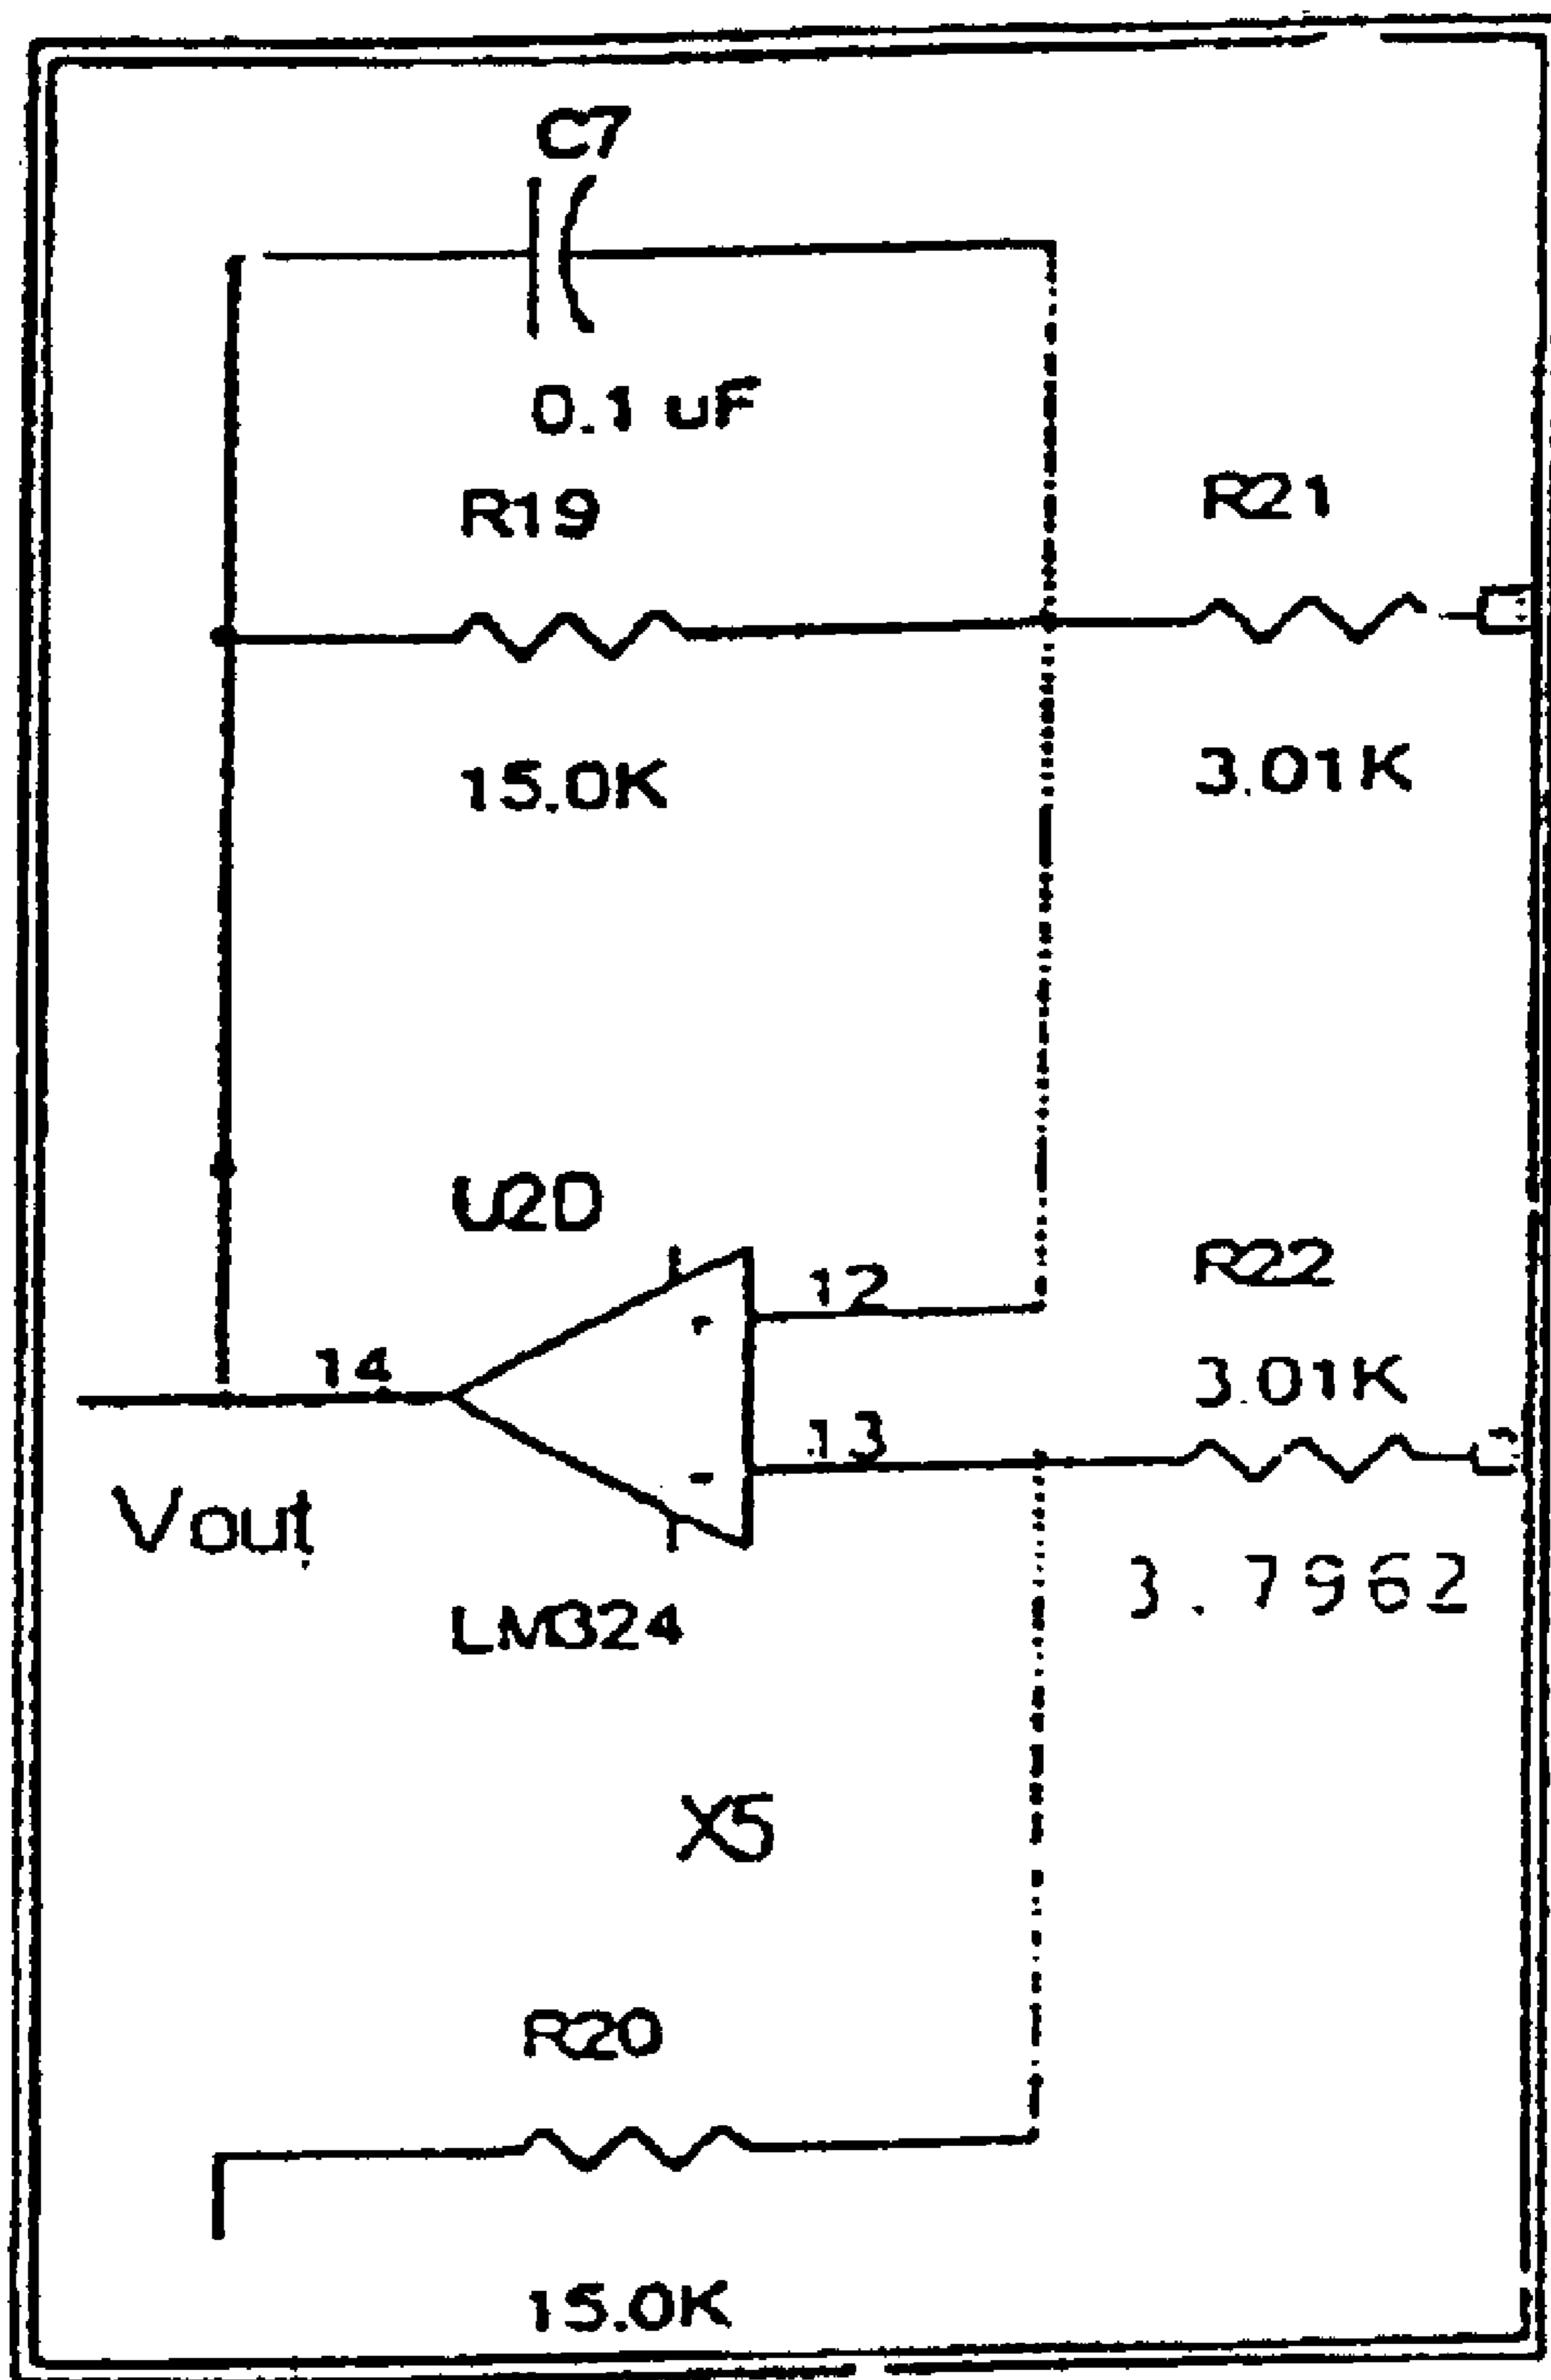 C7
0.1 uF
R19
R21
15.0K
3.01K
U2D
12
R22
14
3.01K
13
Vout
3.7962
LM324
X5
R20
15.0K